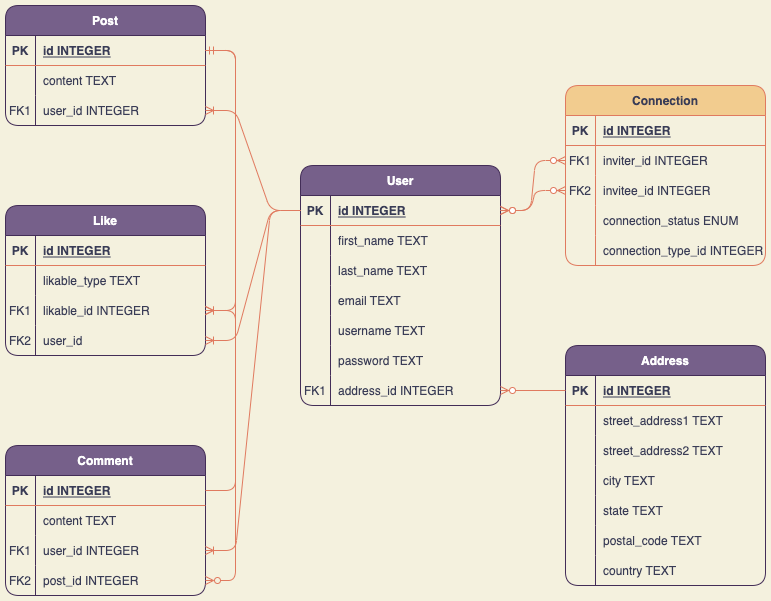 Post
PK id INTEGER
content TEXT
FK1 user_id INTEGER
Like
PK id INTEGER
likable_type TEXT
FK1 likable_id INTEGER
FK2 user_id
Comment
PK id INTEGER
content TEXT
FK1 user_id INTEGER
FK2 post_id INTEGER
User
PK id INTEGER
first_name TEXT
last_name TEXT
email TEXT
username TEXT
password TEXT
FK1 address_id INTEGER
Connection
PK id INTEGER
FK1 inviter_id INTEGER
FK2 invitee_id INTEGER
connection_status ENUM
connection_type_id INTEGER
Address
PK id INTEGER
street_address1 TEXT
street_address2 TEXT
city TEXT
state TEXT
postal_code TEXT
country TEXT